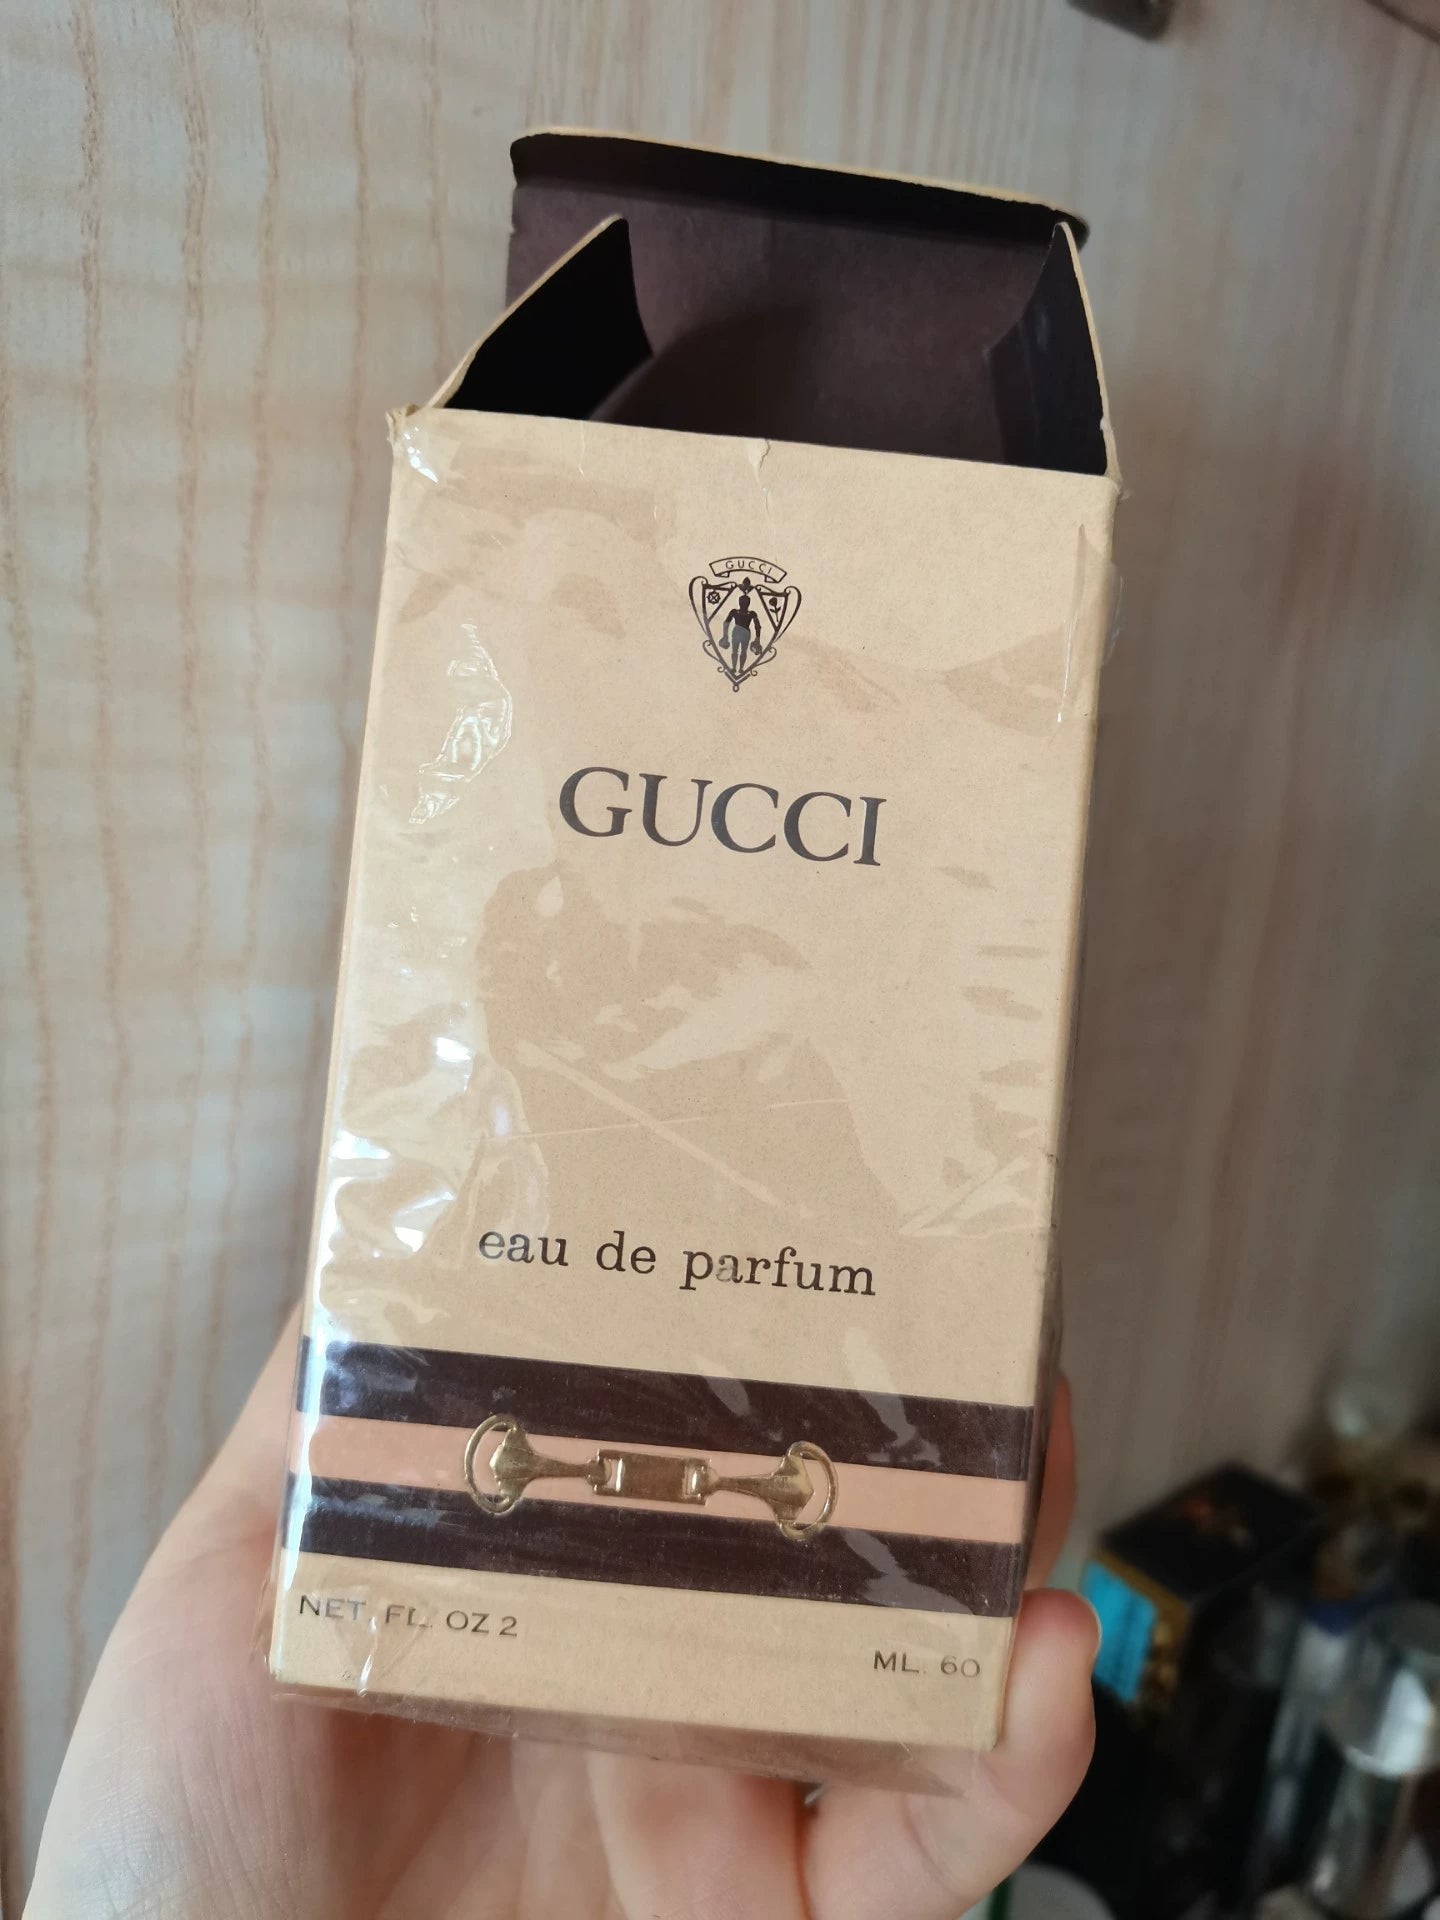 GUCCI
GUCCI
eau de parfum
NET. FL. OZ 2
ML. 60